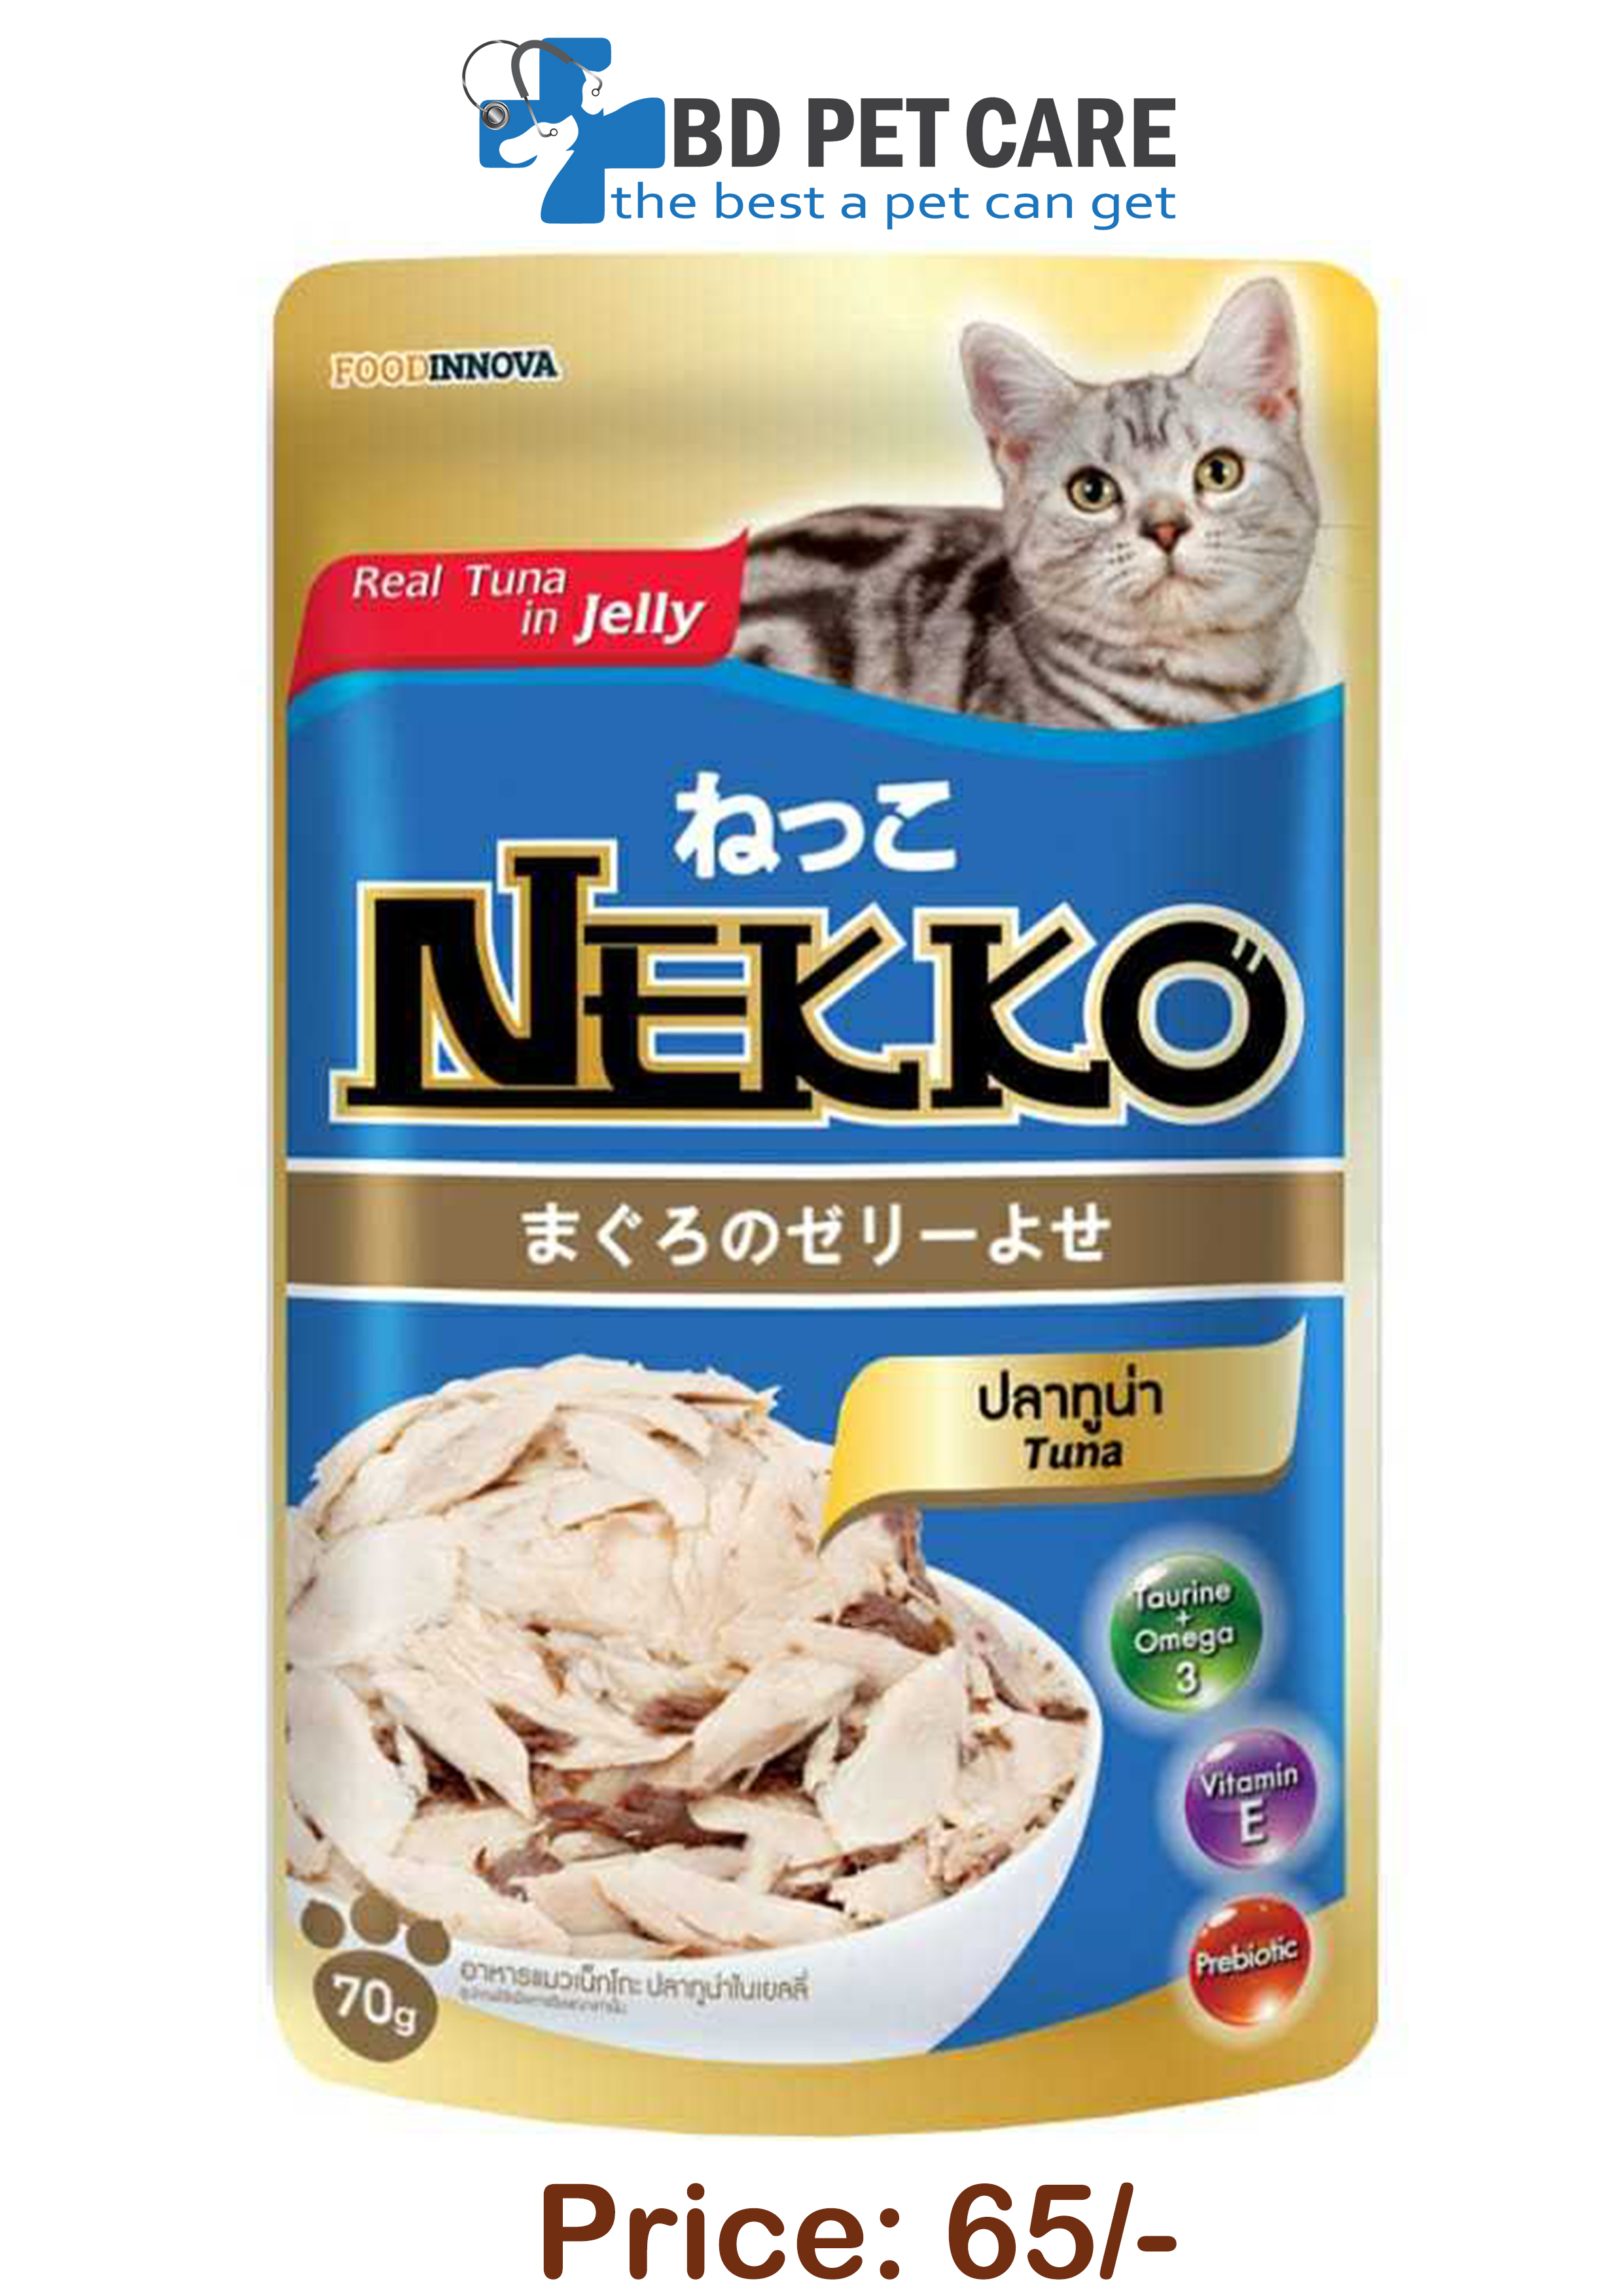 BD PET CARE
the best a pet can get
FOODINNOVA
Real Tuna
in Jelly
ねっこ
NEKKO
まぐろのゼリーよせ
ปลาทูน่า
Tuna
Taurine
+
Omega
3
Vitamin
E
Prebiotic
70g
อาหารแมวเน็กโกะ ปลาทูน่าในเยลลี่
Price: 65/-